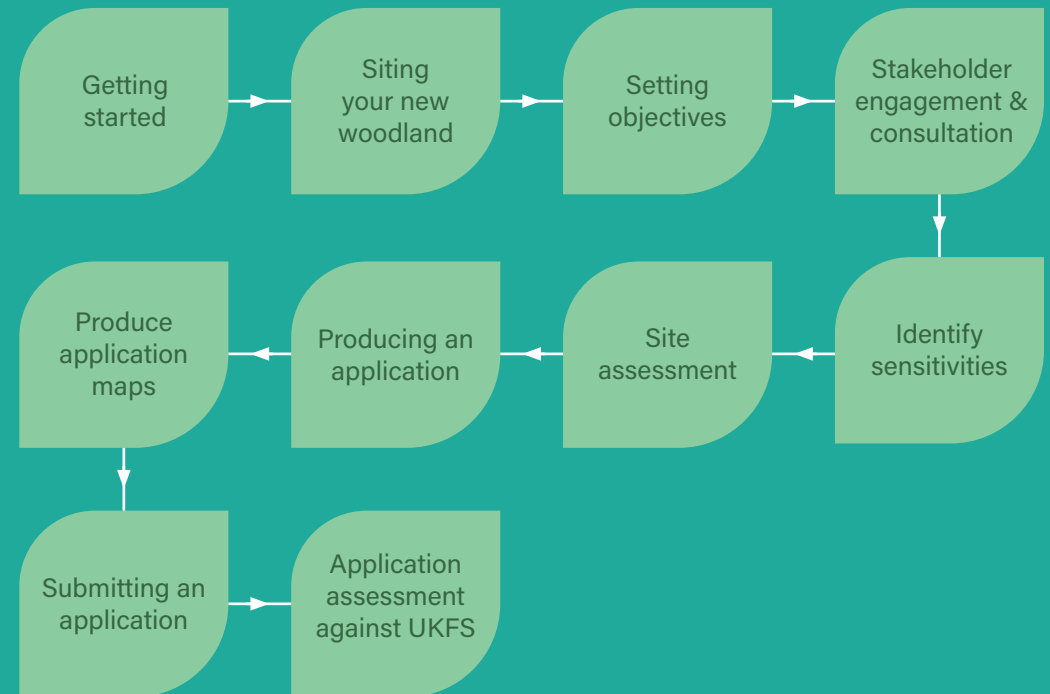 Getting
started
Siting
your new
woodland
Setting
objectives
Stakeholder
engagement &
consultation
Identify
sensitivities
Site
assessment
Producing an
application
Produce
application
maps
Submitting an
application
Application
assessment
against UKFS